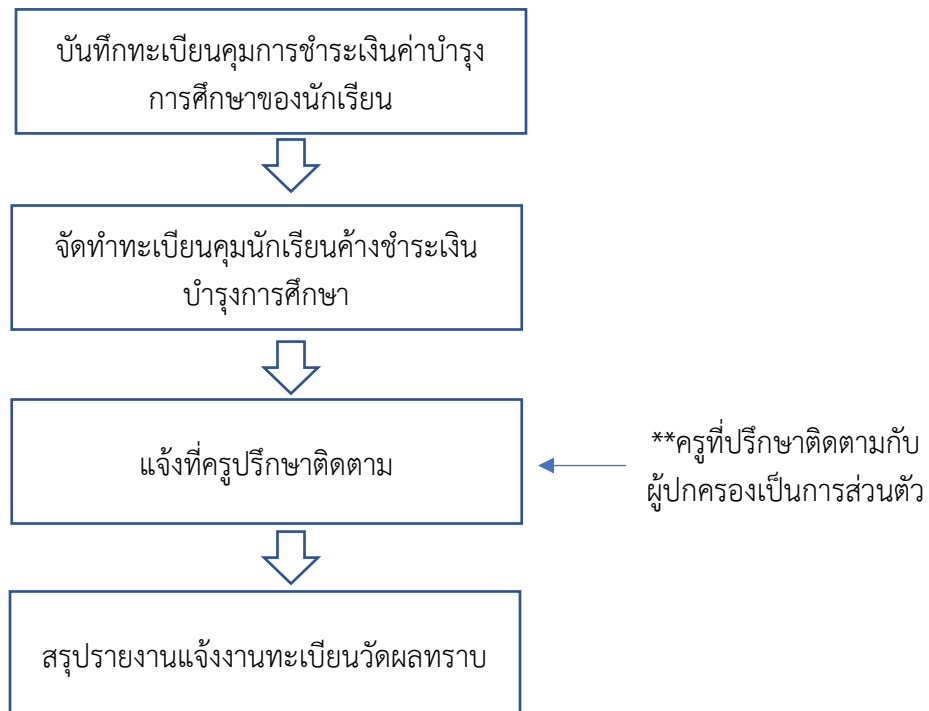 บันทึกทะเบียนคุมการชำระเงินค่าบำรุง
การศึกษาของนักเรียน
จัดทำทะเบียนคุมนักเรียนค้างชำระเงิน
บำรุงการศึกษา
แจ้งที่ครูปรึกษาติดตาม
**ครูที่ปรึกษาติดตามกับ
ผู้ปกครองเป็นการส่วนตัว
สรุปรายงานแจ้งงานทะเบียนวัดผลทราบ